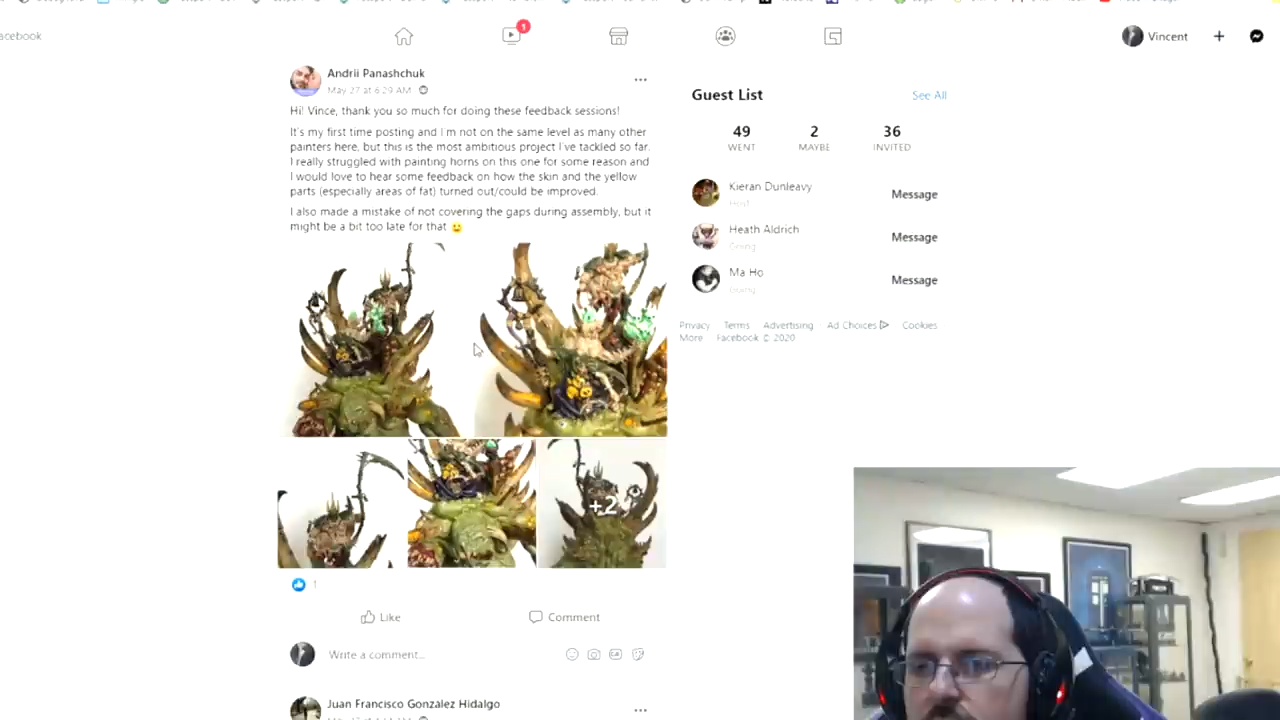 acebook
1
Vincent
Andrii Panashchuk
May 27 at 6:29 AM
Hi! Vince, thank you so much for doing these feedback sessions!
It's my first time posting and I'm not on the same level as many other
painters here, but this is the most ambitious project I've tackled so far.
I really struggled with painting horns on this one for some reason and
I would love to hear some feedback on how the skin and the yellow
parts (especially areas of fat) turned out/could be improved.
I also made a mistake of not covering the gaps during assembly, but it
might be a bit too late for that
+2
1
Like
Comment
Write a comment...
Juan Francisco González Hidalgo
Guest List
See All
49
2
36
WENT
MAYBE
INVITED
Kieran Dunleavy
Message
Host
Heath Aldrich
Message
Going
Ma Ho
Message
Going
Privacy Terms Advertising Ad Choices Cookies
More Facebook © 2020